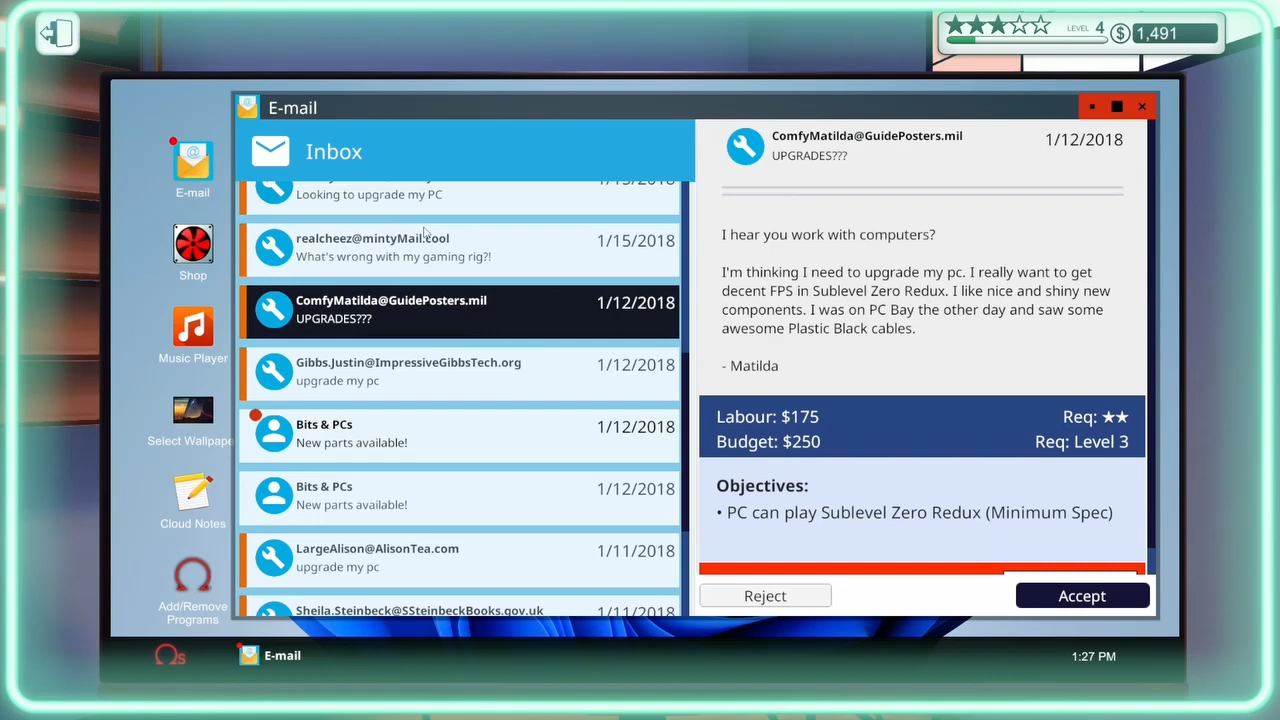 LEVEL 4
$ 1,491
E-mail
Inbox
Looking to upgrade my PC
realcheez@mintyMail.cool
1/15/2018
What's wrong with my gaming rig?!
ComfyMatilda@GuidePosters.mil
1/12/2018
UPGRADES???
Gibbs.Justin@ImpressiveGibbsTech.org
1/12/2018
upgrade my pc
Bits & PCs
1/12/2018
New parts available!
Bits & PCs
1/12/2018
New parts available!
LargeAlison@AlisonTea.com
1/11/2018
upgrade my pc
Sheila.Steinbeck@SSteinbeckBooks.gov.uk
1/11/2018
ComfyMatilda@GuidePosters.mil
1/12/2018
UPGRADES???
I hear you work with computers?
I'm thinking I need to upgrade my pc. I really want to get
decent FPS in Sublevel Zero Redux. I like nice and shiny new
components. I was on PC Bay the other day and saw some
awesome Plastic Black cables.
- Matilda
Labour: $175
Req: ★★
Budget: $250
Req: Level 3
Objectives:
• PC can play Sublevel Zero Redux (Minimum Spec)
Reject
Accept
E-mail
Shop
Music Player
Select Wallpape
Cloud Notes
Add/Remove
Programs
Ωs
E-mail
1:27 PM